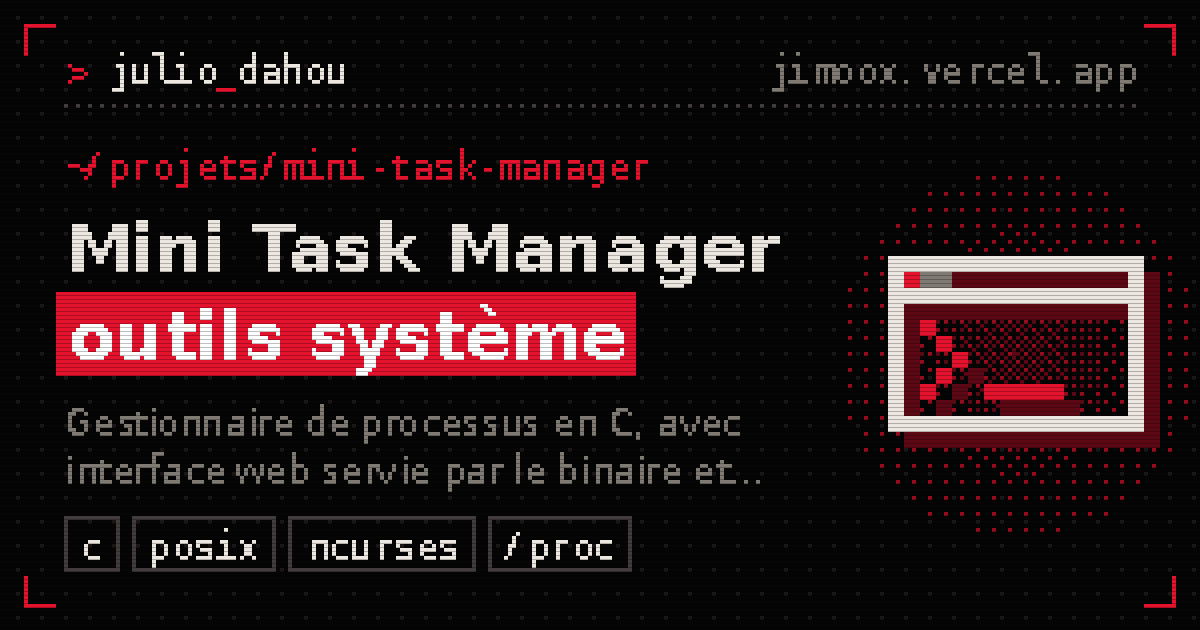 > julio_dahou
jimoox.vercel.app
~/projets/mini-task-manager
Mini Task Manager
outils système
Gestionnaire de processus en C, avec
interface web servie par le binaire et..
c posix ncurses /proc